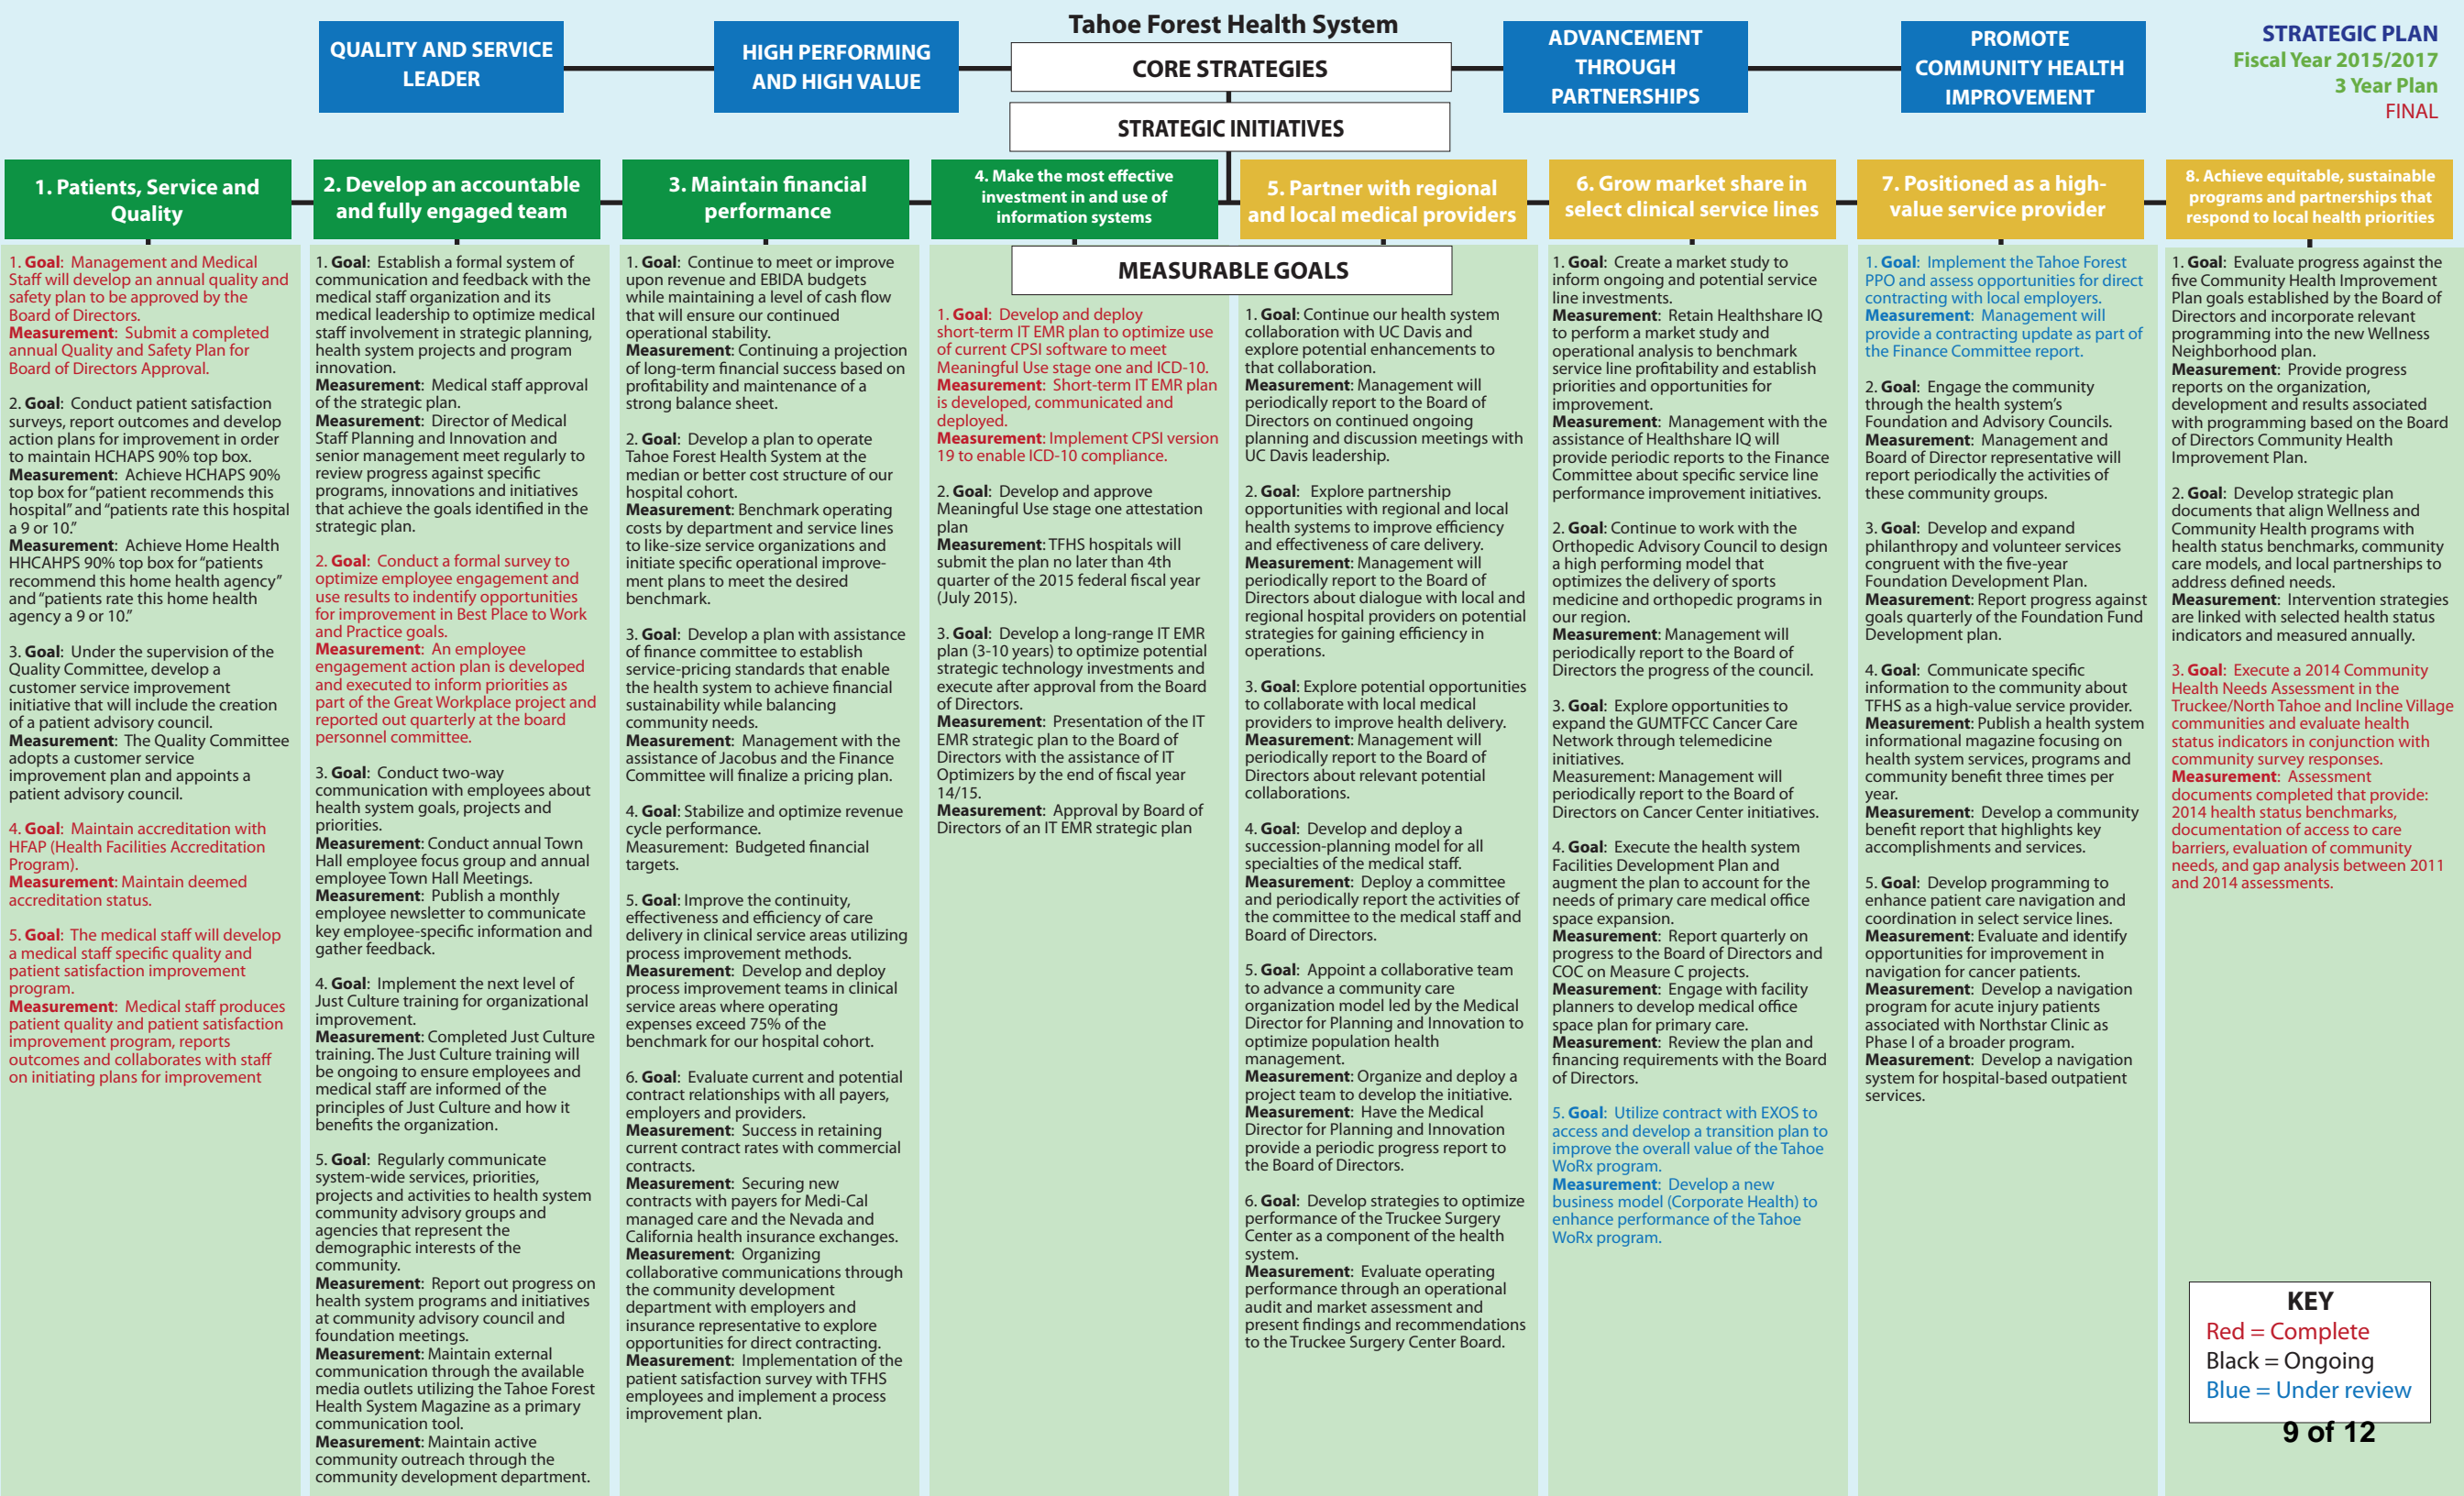 Tahoe Forest Health System
QUALITY AND SERVICE
LEADER
HIGH PERFORMING
AND HIGH VALUE
CORE STRATEGIES
ADVANCEMENT
THROUGH
PARTNERSHIPS
PROMOTE
COMMUNITY HEALTH
IMPROVEMENT
STRATEGIC PLAN
Fiscal Year 2015/2017
3 Year Plan
FINAL
STRATEGIC INITIATIVES
1. Patients, Service and
Quality
2. Develop an accountable
and fully engaged team
3. Maintain financial
performance
4. Make the most effective
investment in and use of
information systems
5. Partner with regional
and local medical providers
6. Grow market share in
select clinical service lines
7. Positioned as a high-
value service provider
8. Achieve equitable, sustainable
programs and partnerships that
respond to local health priorities
MEASURABLE GOALS
1. Goal: Management and Medical
Staff will develop an annual quality and
safety plan to be approved by the
Board of Directors.
Measurement: Submit a completed
annual Quality and Safety Plan for
Board of Directors Approval.
2. Goal: Conduct patient satisfaction
surveys, report outcomes and develop
action plans for improvement in order
to maintain HCHAPS 90% top box.
Measurement: Achieve HCHAPS 90%
top box for "patient recommends this
hospital" and "patients rate this hospital
a 9 or 10."
Measurement: Achieve Home Health
HHCAHPS 90% top box for "patients
recommend this home health agency"
and "patients rate this home health
agency a 9 or 10."
3. Goal: Under the supervision of the
Quality Committee, develop a
customer service improvement
initiative that will include the creation
of a patient advisory council.
Measurement: The Quality Committee
adopts a customer service
improvement plan and appoints a
patient advisory council.
4. Goal: Maintain accreditation with
HFAP (Health Facilities Accreditation
Program).
Measurement: Maintain deemed
accreditation status.
5. Goal: The medical staff will develop
a medical staff specific quality and
patient satisfaction improvement
program.
Measurement: Medical staff produces
patient quality and patient satisfaction
improvement program, reports
outcomes and collaborates with staff
on initiating plans for improvement
1. Goal: Establish a formal system of
communication and feedback with the
medical staff organization and its
medical leadership to optimize medical
staff involvement in strategic planning,
health system projects and program
innovation.
Measurement: Medical staff approval
of the strategic plan.
Measurement: Director of Medical
Staff Planning and Innovation and
senior management meet regularly to
review progress against specific
programs, innovations and initiatives
that achieve the goals identified in the
strategic plan.
2. Goal: Conduct a formal survey to
optimize employee engagement and
use results to indentify opportunities
for improvement in Best Place to Work
and Practice goals.
Measurement: An employee
engagement action plan is developed
and executed to inform priorities as
part of the Great Workplace project and
reported out quarterly at the board
personnel committee.
3. Goal: Conduct two-way
communication with employees about
health system goals, projects and
priorities.
Measurement: Conduct annual Town
Hall employee focus group and annual
employee Town Hall Meetings.
Measurement: Publish a monthly
employee newsletter to communicate
key employee-specific information and
gather feedback.
4. Goal: Implement the next level of
Just Culture training for organizational
improvement.
Measurement: Completed Just Culture
training. The Just Culture training will
be ongoing to ensure employees and
medical staff are informed of the
principles of Just Culture and how it
benefits the organization.
5. Goal: Regularly communicate
system-wide services, priorities,
projects and activities to health system
community advisory groups and
agencies that represent the
demographic interests of the
community.
Measurement: Report out progress on
health system programs and initiatives
at community advisory council and
foundation meetings.
Measurement: Maintain external
communication through the available
media outlets utilizing the Tahoe Forest
Health System Magazine as a primary
communication tool.
Measurement: Maintain active
community outreach through the
community development department.
1. Goal: Continue to meet or improve
upon revenue and EBIDA budgets
while maintaining a level of cash flow
that will ensure our continued
operational stability.
Measurement: Continuing a projection
of long-term financial success based on
profitability and maintenance of a
strong balance sheet.
2. Goal: Develop a plan to operate
Tahoe Forest Health System at the
median or better cost structure of our
hospital cohort.
Measurement: Benchmark operating
costs by department and service lines
to like-size service organizations and
initiate specific operational improve-
ment plans to meet the desired
benchmark.
3. Goal: Develop a plan with assistance
of finance committee to establish
service-pricing standards that enable
the health system to achieve financial
sustainability while balancing
community needs.
Measurement: Management with the
assistance of Jacobus and the Finance
Committee will finalize a pricing plan.
4. Goal: Stabilize and optimize revenue
cycle performance.
Measurement: Budgeted financial
targets.
5. Goal: Improve the continuity,
effectiveness and efficiency of care
delivery in clinical service areas utilizing
process improvement methods.
Measurement: Develop and deploy
process improvement teams in clinical
service areas where operating
expenses exceed 75% of the
benchmark for our hospital cohort.
6. Goal: Evaluate current and potential
contract relationships with all payers,
employers and providers.
Measurement: Success in retaining
current contract rates with commercial
contracts.
Measurement: Securing new
contracts with payers for Medi-Cal
managed care and the Nevada and
California health insurance exchanges.
Measurement: Organizing
collaborative communications through
the community development
department with employers and
insurance representative to explore
opportunities for direct contracting.
Measurement: Implementation of the
patient satisfaction survey with TFHS
employees and implement a process
improvement plan.
1. Goal: Develop and deploy
short-term IT EMR plan to optimize use
of current CPSI software to meet
Meaningful Use stage one and ICD-10.
Measurement: Short-term IT EMR plan
is developed, communicated and
deployed.
Measurement: Implement CPSI version
19 to enable ICD-10 compliance.
2. Goal: Develop and approve
Meaningful Use stage one attestation
plan
Measurement: TFHS hospitals will
submit the plan no later than 4th
quarter of the 2015 federal fiscal year
(July 2015).
3. Goal: Develop a long-range IT EMR
plan (3-10 years) to optimize potential
strategic technology investments and
execute after approval from the Board
of Directors.
Measurement: Presentation of the IT
EMR strategic plan to the Board of
Directors with the assistance of IT
Optimizers by the end of fiscal year
14/15.
Measurement: Approval by Board of
Directors of an IT EMR strategic plan
1. Goal: Continue our health system
collaboration with UC Davis and
explore potential enhancements to
that collaboration.
Measurement: Management will
periodically report to the Board of
Directors on continued ongoing
planning and discussion meetings with
UC Davis leadership.
2. Goal: Explore partnership
opportunities with regional and local
health systems to improve efficiency
and effectiveness of care delivery.
Measurement: Management will
periodically report to the Board of
Directors about dialogue with local and
regional hospital providers on potential
strategies for gaining efficiency in
operations.
3. Goal: Explore potential opportunities
to collaborate with local medical
providers to improve health delivery.
Measurement: Management will
periodically report to the Board of
Directors about relevant potential
collaborations.
4. Goal: Develop and deploy a
succession-planning model for all
specialties of the medical staff.
Measurement: Deploy a committee
and periodically report the activities of
the committee to the medical staff and
Board of Directors.
5. Goal: Appoint a collaborative team
to advance a community care
organization model led by the Medical
Director for Planning and Innovation to
optimize population health
management.
Measurement: Organize and deploy a
project team to develop the initiative.
Measurement: Have the Medical
Director for Planning and Innovation
provide a periodic progress report to
the Board of Directors.
6. Goal: Develop strategies to optimize
performance of the Truckee Surgery
Center as a component of the health
system.
Measurement: Evaluate operating
performance through an operational
audit and market assessment and
present findings and recommendations
to the Truckee Surgery Center Board.
1. Goal: Create a market study to
inform ongoing and potential service
line investments.
Measurement: Retain Healthshare IQ
to perform a market study and
operational analysis to benchmark
service line profitability and establish
priorities and opportunities for
improvement.
Measurement: Management with the
assistance of Healthshare IQ will
provide periodic reports to the Finance
Committee about specific service line
performance improvement initiatives.
2. Goal: Continue to work with the
Orthopedic Advisory Council to design
a high performing model that
optimizes the delivery of sports
medicine and orthopedic programs in
our region.
Measurement: Management will
periodically report to the Board of
Directors the progress of the council.
3. Goal: Explore opportunities to
expand the GUMTFCC Cancer Care
Network through telemedicine
initiatives.
Measurement: Management will
periodically report to the Board of
Directors on Cancer Center initiatives.
4. Goal: Execute the health system
Facilities Development Plan and
augment the plan to account for the
needs of primary care medical office
space expansion.
Measurement: Report quarterly on
progress to the Board of Directors and
COC on Measure C projects.
Measurement: Engage with facility
planners to develop medical office
space plan for primary care.
Measurement: Review the plan and
financing requirements with the Board
of Directors.
5. Goal: Utilize contract with EXOS to
access and develop a transition plan to
improve the overall value of the Tahoe
WoRx program.
Measurement: Develop a new
business model (Corporate Health) to
enhance performance of the Tahoe
WoRx program.
1. Goal: Implement the Tahoe Forest
PPO and assess opportunities for direct
contracting with local employers.
Measurement: Management will
provide a contracting update as part of
the Finance Committee report.
2. Goal: Engage the community
through the health system's
Foundation and Advisory Councils.
Measurement: Management and
Board of Director representative will
report periodically the activities of
these community groups.
3. Goal: Develop and expand
philanthropy and volunteer services
congruent with the five-year
Foundation Development Plan.
Measurement: Report progress against
goals quarterly of the Foundation Fund
Development plan.
4. Goal: Communicate specific
information to the community about
TFHS as a high-value service provider.
Measurement: Publish a health system
informational magazine focusing on
health system services, programs and
community benefit three times per
year.
Measurement: Develop a community
benefit report that highlights key
accomplishments and services.
5. Goal: Develop programming to
enhance patient care navigation and
coordination in select service lines.
Measurement: Evaluate and identify
opportunities for improvement in
navigation for cancer patients.
Measurement: Develop a navigation
program for acute injury patients
associated with Northstar Clinic as
Phase I of a broader program.
Measurement: Develop a navigation
system for hospital-based outpatient
services.
1. Goal: Evaluate progress against the
five Community Health Improvement
Plan goals established by the Board of
Directors and incorporate relevant
programming into the new Wellness
Neighborhood plan.
Measurement: Provide progress
reports on the organization,
development and results associated
with programming based on the Board
of Directors Community Health
Improvement Plan.
2. Goal: Develop strategic plan
documents that align Wellness and
Community Health programs with
health status benchmarks, community
care models, and local partnerships to
address defined needs.
Measurement: Intervention strategies
are linked with selected health status
indicators and measured annually.
3. Goal: Execute a 2014 Community
Health Needs Assessment in the
Truckee/North Tahoe and Incline Village
communities and evaluate health
status indicators in conjunction with
community survey responses.
Measurement: Assessment
documents completed that provide:
2014 health status benchmarks,
documentation of access to care
barriers, evaluation of community
needs, and gap analysis between 2011
and 2014 assessments.
KEY
Red = Complete
Black = Ongoing
Blue = Under review
9 of 12